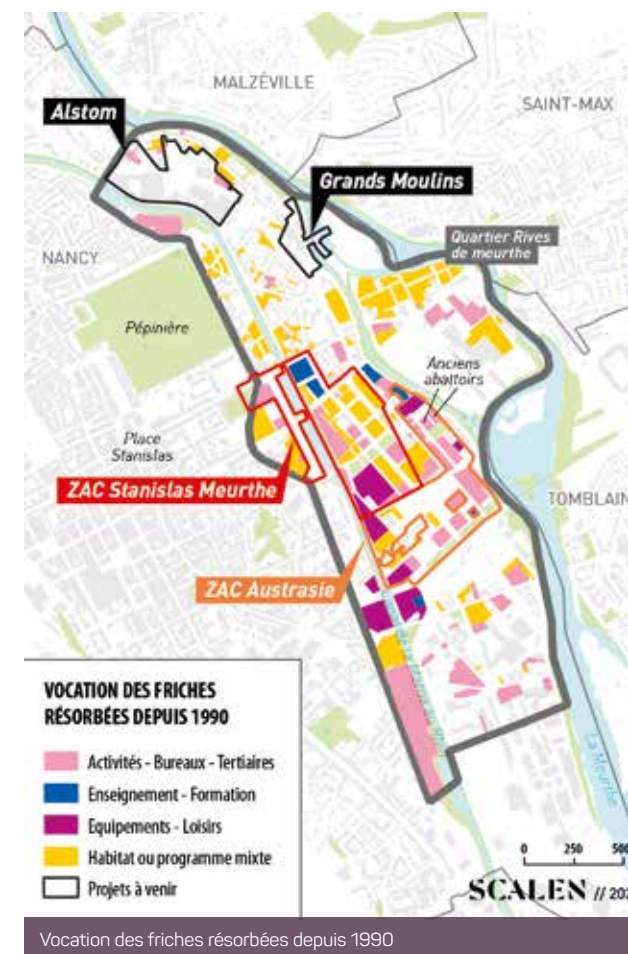 MALZÉVILLE
Alstom
SAINT-MAX
Grands Moulins
Quartier Rives
de meurthe
NANCY
Pépinière
Anciens
abattoirs
Place
Stanislas
ZAC Stanislas Meurthe
TOMBLAIN
ZAC Austrasie
La Meurthe
VOCATION DES FRICHES
RÉSORBÉES DEPUIS 1990
Activités - Bureaux - Tertiaires
Enseignement - Formation
Equipements - Loisirs
Habitat ou programme mixte
Projets à venir
0 250 500
SCALEN // 202
Vocation des friches résorbées depuis 1990